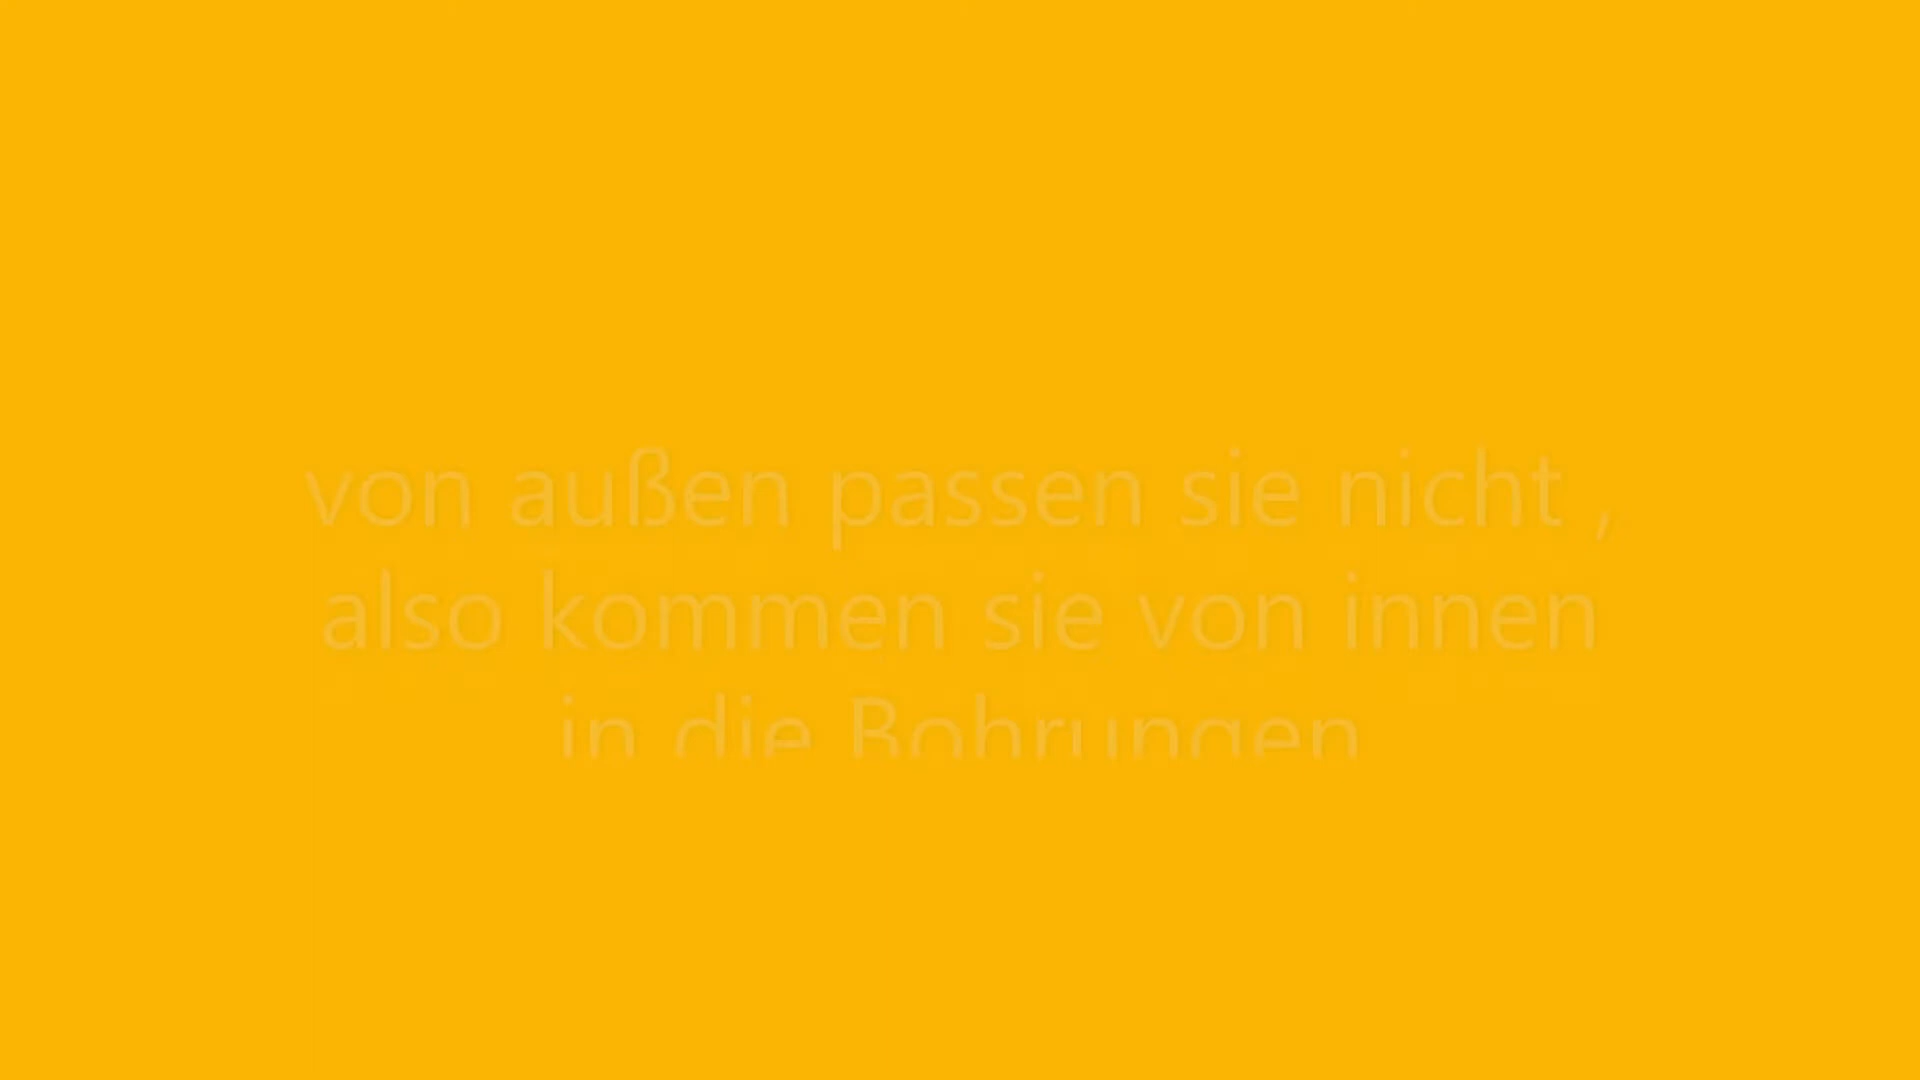 von außen passen sie nicht ,
also kommen sie von innen
in die Bohrungen